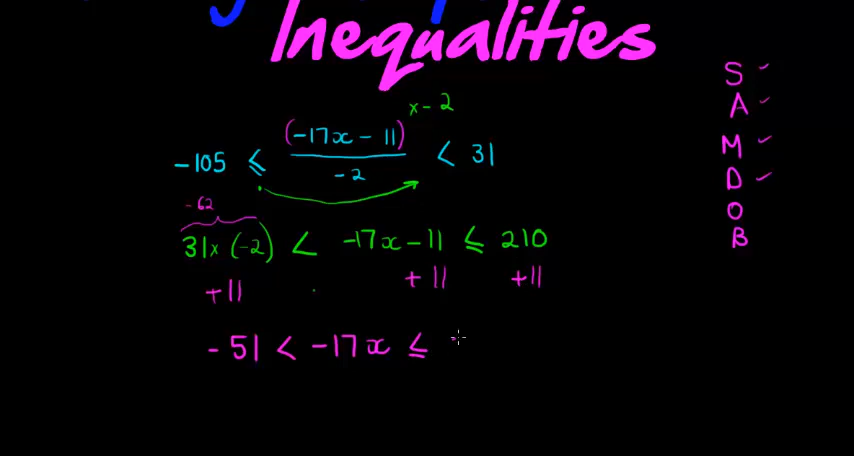 Inequalities
x - 2
-105 ≤ (-17x - 11) / -2 < 31
-62
31 x (-2) < -17x - 11 ≤ 210
+11 +11 +11
-51 < -17x ≤
S
A
M
D
O
B